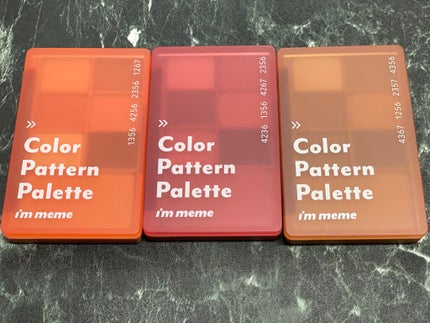 »
Color
Pattern
Palette
i'm meme
1356 4256 2356 1267
»
Color
Pattern
Palette
i'm meme
4236 1356 4267 2356
»
Color
Pattern
Palette
i'm meme
4367 1256 2357 4356